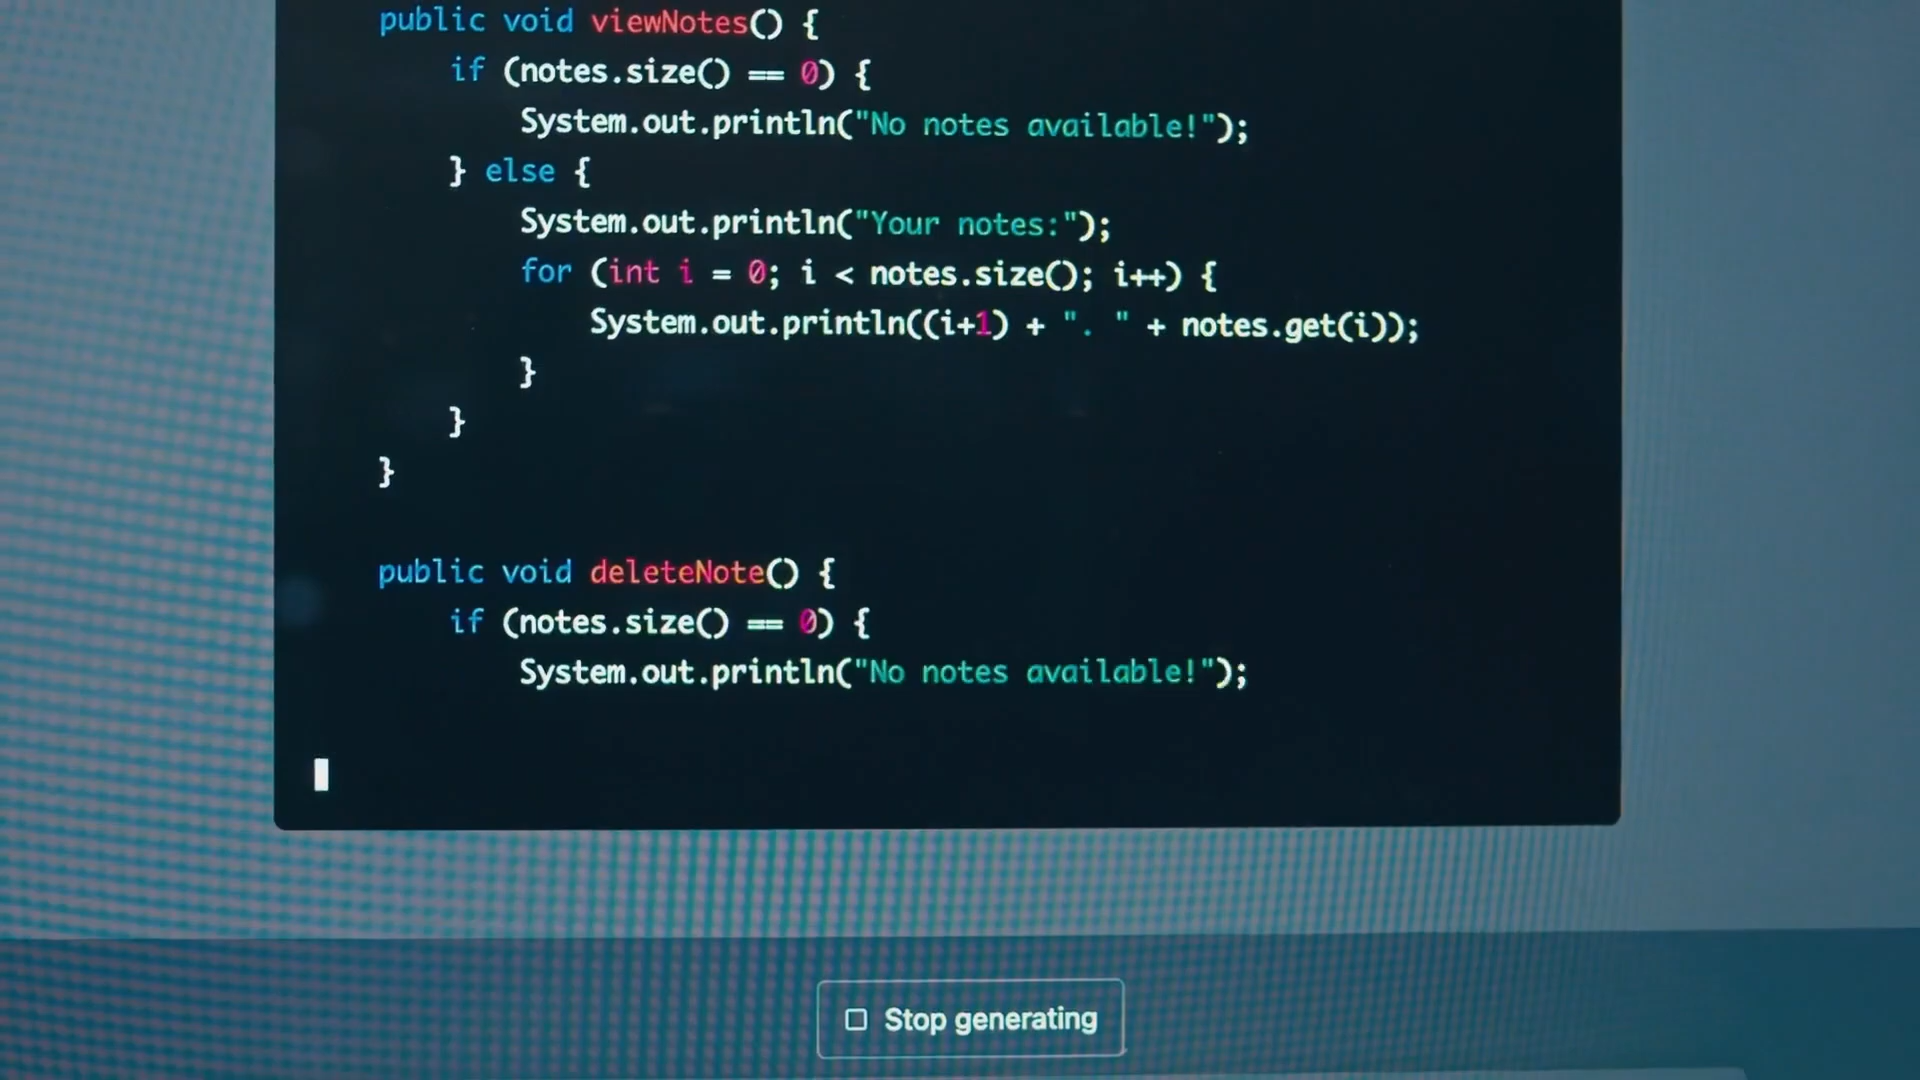 public void viewNotes() {
if (notes.size() == 0) {
System.out.println("No notes available!");
} else {
System.out.println("Your notes:");
for (int i = 0; i < notes.size(); i++) {
System.out.println((i+1) + ". " + notes.get(i));
}
}
}
public void deleteNote() {
if (notes.size() == 0) {
System.out.println("No notes available!");
Stop generating